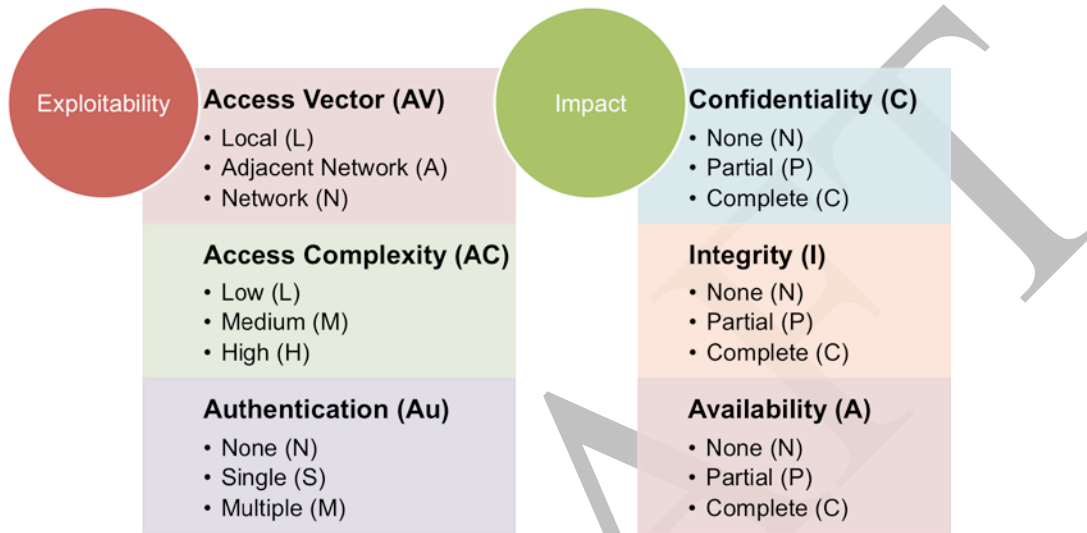 Exploitability
Access Vector (AV)
• Local (L)
• Adjacent Network (A)
• Network (N)
Access Complexity (AC)
• Low (L)
• Medium (M)
• High (H)
Authentication (Au)
• None (N)
• Single (S)
• Multiple (M)
Impact
Confidentiality (C)
• None (N)
• Partial (P)
• Complete (C)
Integrity (I)
• None (N)
• Partial (P)
• Complete (C)
Availability (A)
• None (N)
• Partial (P)
• Complete (C)